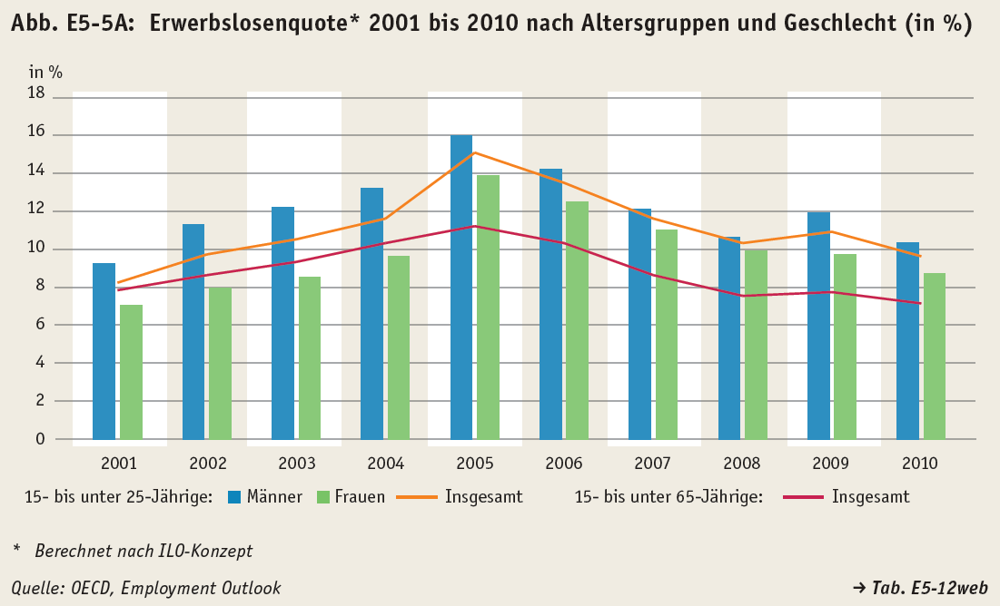 Abb. E5-5A: Erwerbslosenquote* 2001 bis 2010 nach Altersgruppen und Geschlecht (in %)
in %
18
16
14
12
10
8
6
4
2
0
2001 2002 2003 2004 2005 2006 2007 2008 2009 2010
15- bis unter 25-Jährige: Männer Frauen Insgesamt 15- bis unter 65-Jährige: Insgesamt
* Berechnet nach ILO-Konzept
Quelle: OECD, Employment Outlook → Tab. E5-12web